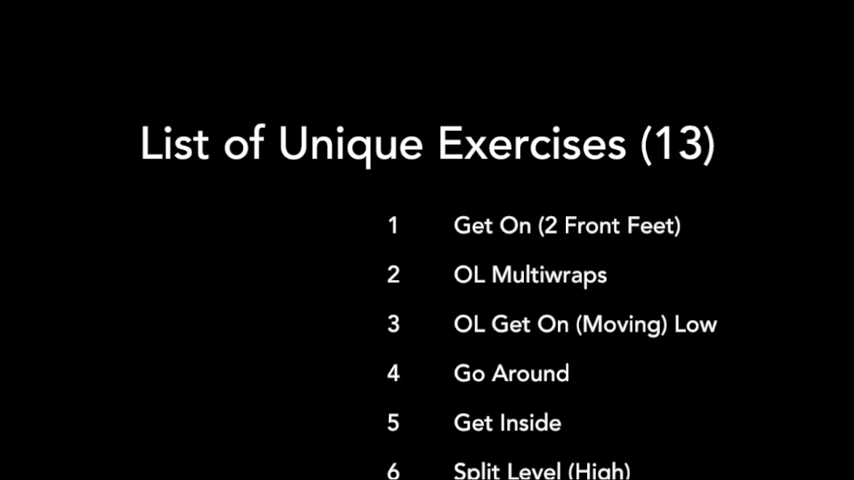 List of Unique Exercises (13)
1 Get On (2 Front Feet)
2 OL Multiwraps
3 OL Get On (Moving) Low
4 Go Around
5 Get Inside
6 Split Level (High)